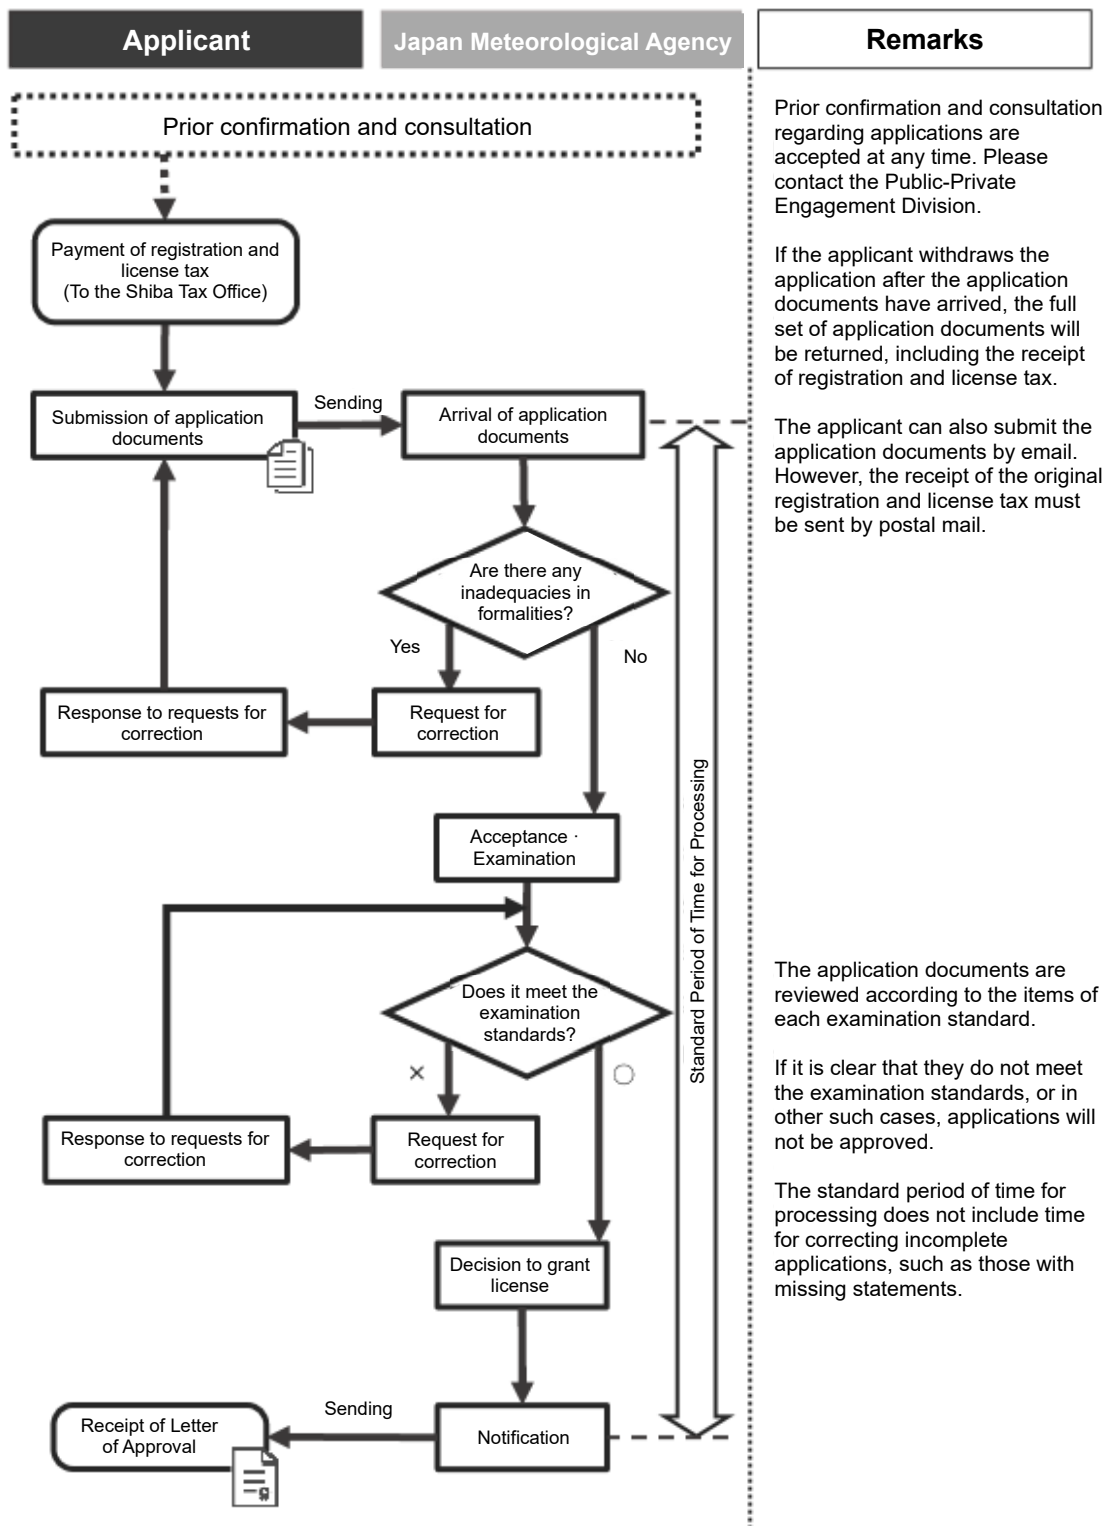 Applicant
Japan Meteorological Agency
Remarks
Prior confirmation and consultation
Prior confirmation and consultation
regarding applications are
accepted at any time. Please
contact the Public-Private
Engagement Division.
Payment of registration and
license tax
(To the Shiba Tax Office)
If the applicant withdraws the
application after the application
documents have arrived, the full
set of application documents will
be returned, including the receipt
of registration and license tax.
Submission of application
documents
Sending
Arrival of application
documents
The applicant can also submit the
application documents by email.
However, the receipt of the original
registration and license tax must
be sent by postal mail.
Are there any
inadequacies in
formalities?
Yes
No
Request for
correction
Response to requests for
correction
Standard Period of Time for Processing
Acceptance ·
Examination
Does it meet the
examination
standards?
×
○
Request for
correction
Response to requests for
correction
The application documents are
reviewed according to the items of
each examination standard.
If it is clear that they do not meet
the examination standards, or in
other such cases, applications will
not be approved.
The standard period of time for
processing does not include time
for correcting incomplete
applications, such as those with
missing statements.
Decision to grant
license
Notification
Sending
Receipt of Letter
of Approval